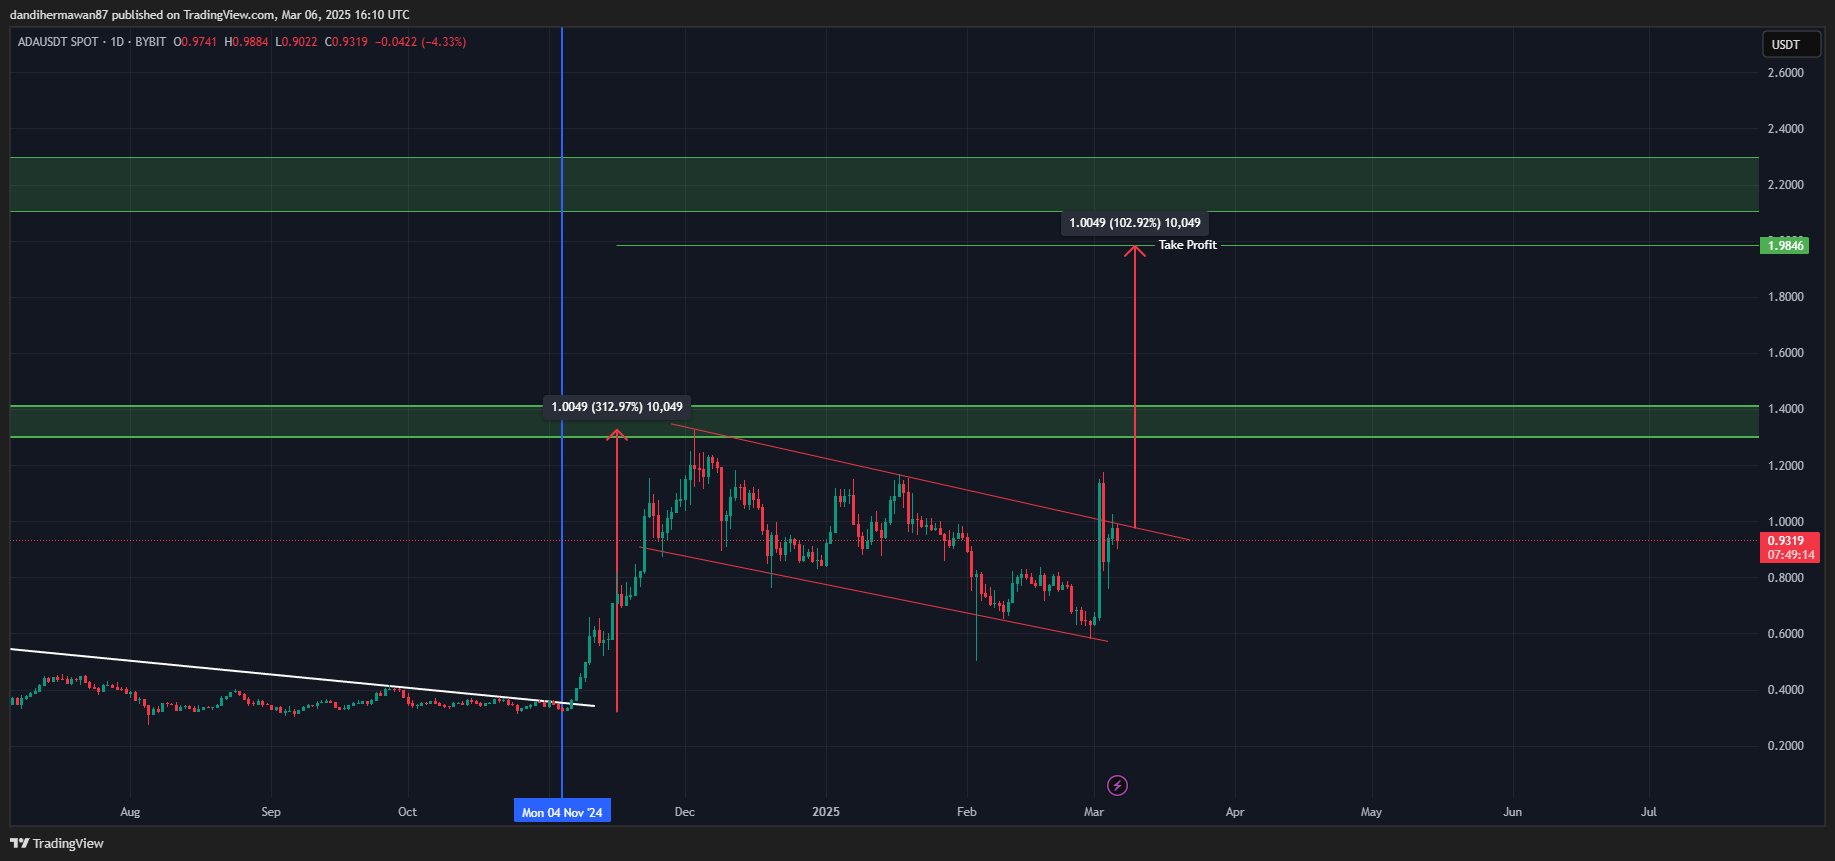 dandihermawan87 published on TradingView.com, Mar 06, 2025 16:10 UTC
ADAUSDT SPOT · 1D · BYBIT O0.9741 H0.9884 L0.9022 C0.9319 −0.0422 (−4.33%)
USDT
2.6000
2.4000
2.2000
1.0049 (102.92%) 10,049
Take Profit
1.9846
1.8000
1.6000
1.0049 (312.97%) 10,049
1.4000
1.2000
1.0000
0.9319
07:49:14
0.8000
0.6000
0.4000
0.2000
Aug Sep Oct Mon 04 Nov '24 Dec 2025 Feb Mar Apr May Jun Jul
TradingView